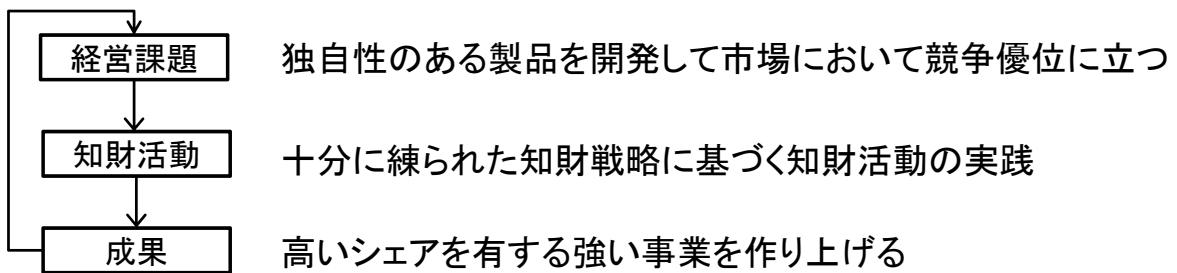 経営課題 独自性のある製品を開発して市場において競争優位に立つ
知財活動 十分に練られた知財戦略に基づく知財活動の実践
成果 高いシェアを有する強い事業を作り上げる